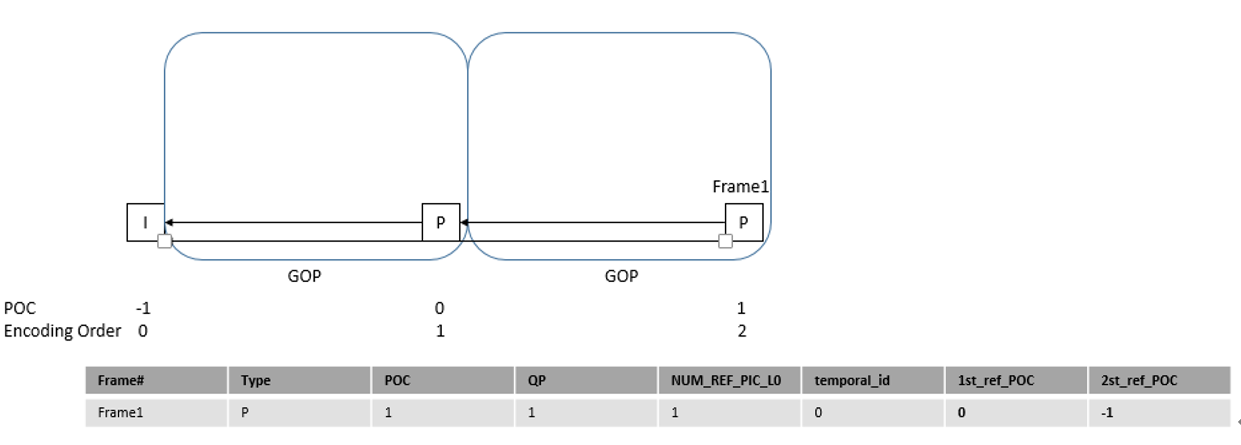 Frame1
I P P
GOP GOP
POC -1 0 1
Encoding Order 0 1 2
Frame# Type POC QP NUM_REF_PIC_L0 temporal_id 1st_ref_POC 2st_ref_POC
Frame1 P 1 1 1 0 0 -1